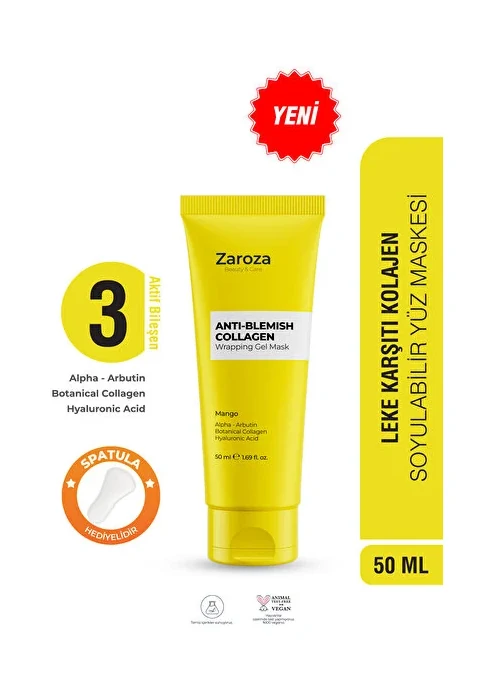 YENİ
3
Aktif Bileşen
Alpha - Arbutin
Botanical Collagen
Hyaluronic Acid
SPATULA
HEDİYELİDİR
Zaroza
Beauty & Care
ANTI-BLEMISH
COLLAGEN
Wrapping Gel Mask
Mango
Alpha - Arbutin
Botanical Collagen
Hyaluronic Acid
50 ml ℮ 1.69 fl. oz.
LEKE KARŞITI KOLAJEN
SOYULABİLİR YÜZ MASKESİ
50 ML
ANIMAL
VEGAN